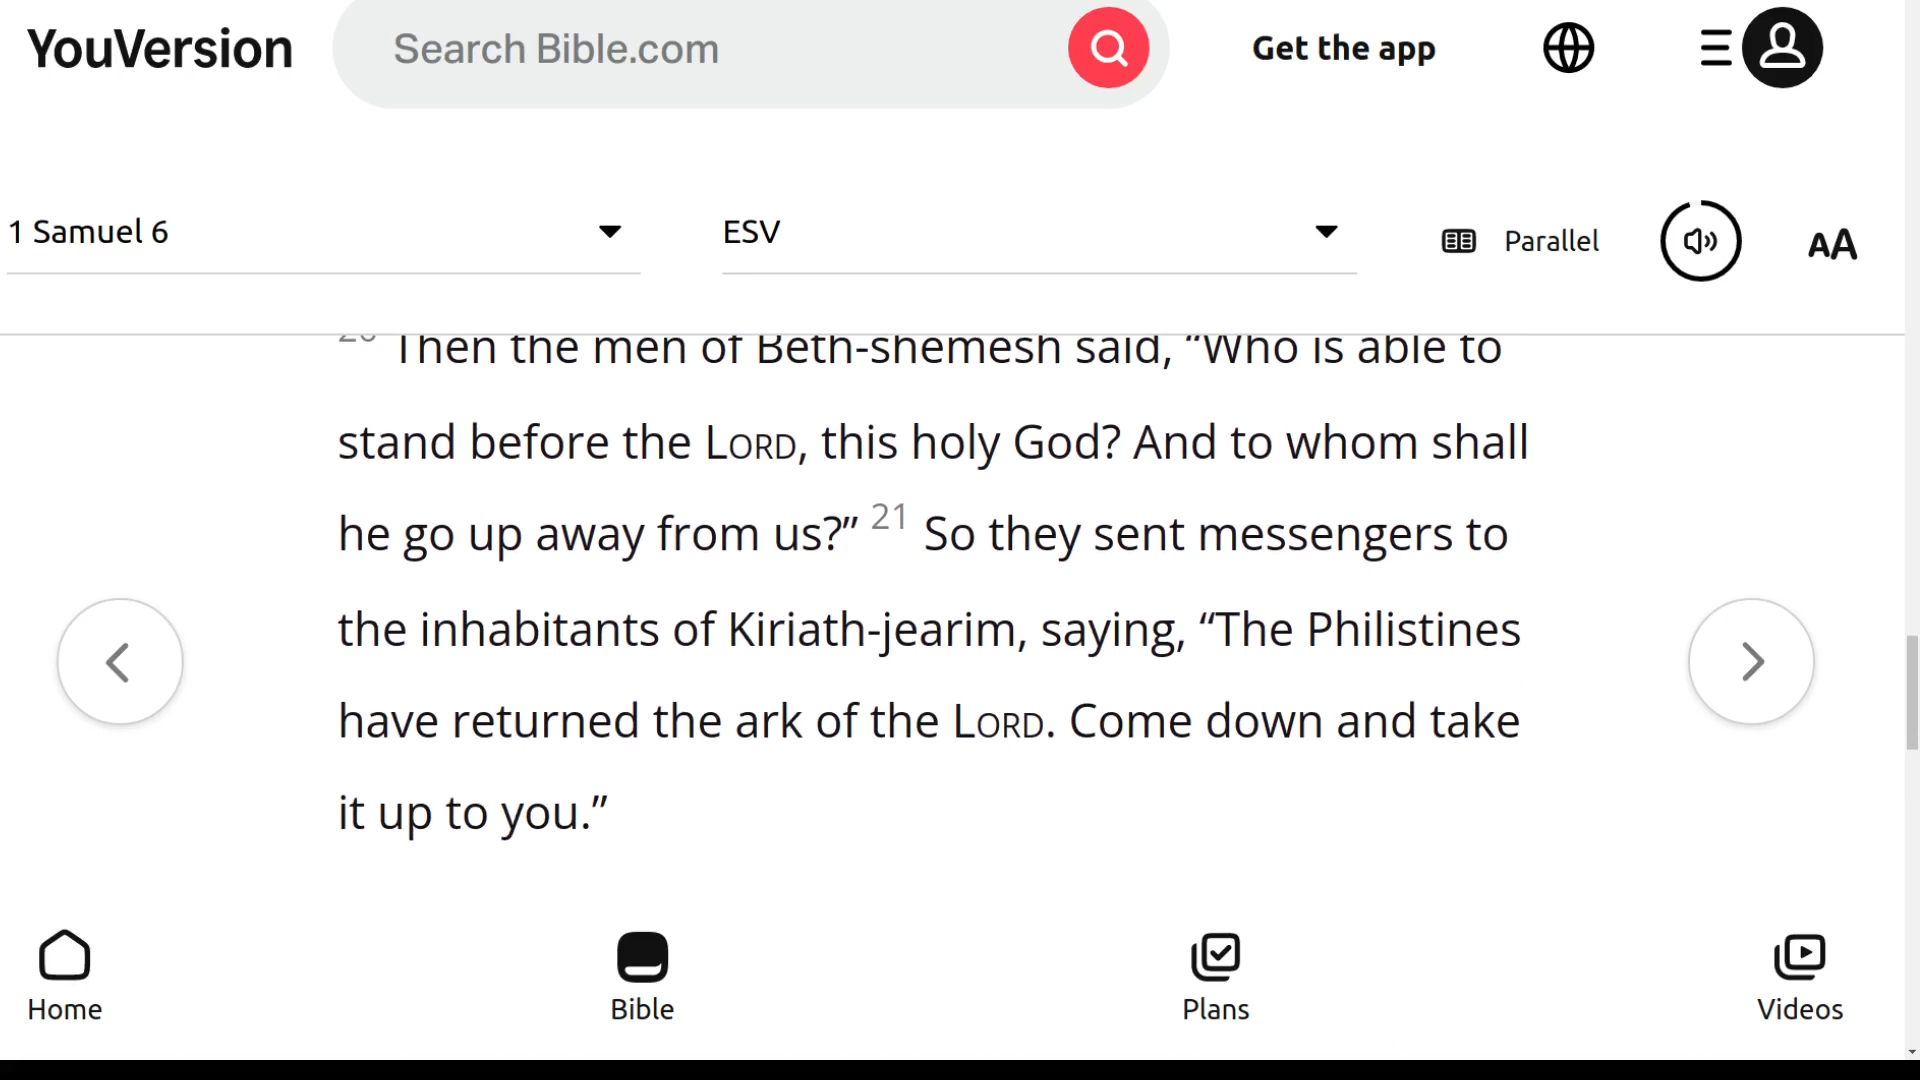 YouVersion
Search Bible.com
Get the app
1 Samuel 6
ESV
Parallel
AA
20 Then the men of Beth-shemesh said, “Who is able to
stand before the LORD, this holy God? And to whom shall
he go up away from us?” 21 So they sent messengers to
the inhabitants of Kiriath-jearim, saying, “The Philistines
have returned the ark of the LORD. Come down and take
it up to you.”
Home
Bible
Plans
Videos